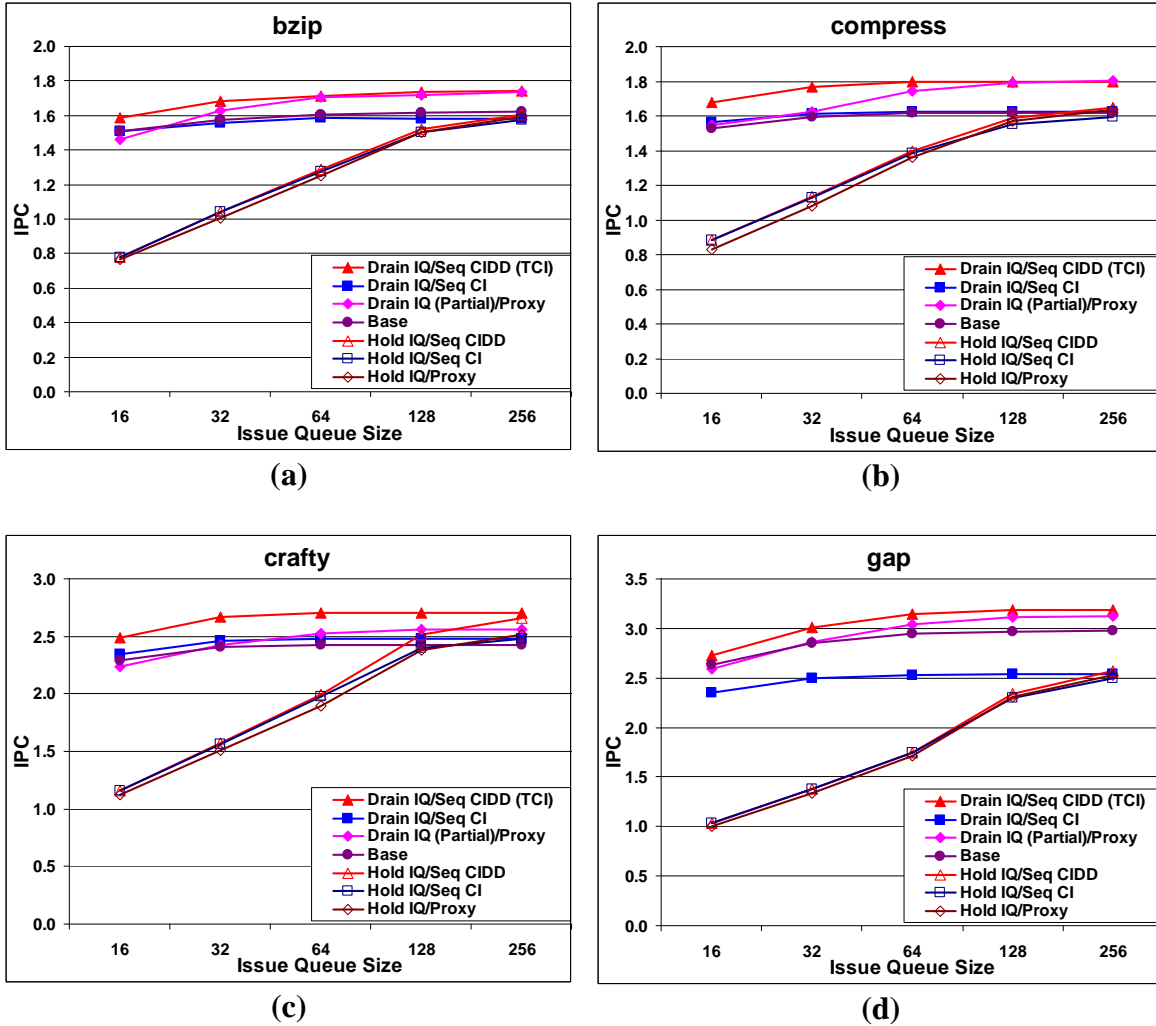 bzip
2.0
1.8
1.6
1.4
1.2
1.0
0.8
0.6
0.4
0.2
0.0
IPC
16 32 64 128 256
Issue Queue Size
Drain IQ/Seq CIDD (TCI)
Drain IQ/Seq CI
Drain IQ (Partial)/Proxy
Base
Hold IQ/Seq CIDD
Hold IQ/Seq CI
Hold IQ/Proxy
(a)
compress
2.0
1.8
1.6
1.4
1.2
1.0
0.8
0.6
0.4
0.2
0.0
IPC
16 32 64 128 256
Issue Queue Size
Drain IQ/Seq CIDD (TCI)
Drain IQ/Seq CI
Drain IQ (Partial)/Proxy
Base
Hold IQ/Seq CIDD
Hold IQ/Seq CI
Hold IQ/Proxy
(b)
crafty
3.0
2.5
2.0
1.5
1.0
0.5
0.0
IPC
16 32 64 128 256
Issue Queue Size
Drain IQ/Seq CIDD (TCI)
Drain IQ/Seq CI
Drain IQ (Partial)/Proxy
Base
Hold IQ/Seq CIDD
Hold IQ/Seq CI
Hold IQ/Proxy
(c)
gap
3.5
3.0
2.5
2.0
1.5
1.0
0.5
0.0
IPC
16 32 64 128 256
Issue Queue Size
Drain IQ/Seq CIDD (TCI)
Drain IQ/Seq CI
Drain IQ (Partial)/Proxy
Base
Hold IQ/Seq CIDD
Hold IQ/Seq CI
Hold IQ/Proxy
(d)